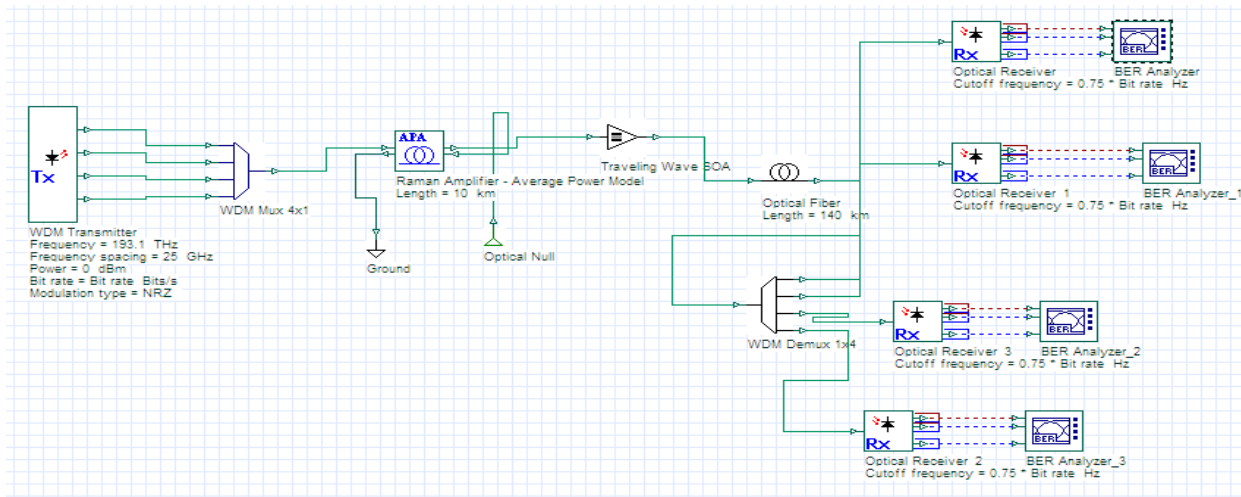 Tx
WDM Transmitter
Frequency = 193.1 THz
Frequency spacing = 25 GHz
Power = 0 dBm
Bit rate = Bit rate Bits/s
Modulation type = NRZ
WDM Mux 4x1
APA
Raman Amplifier - Average Power Model
Length = 10 km
Ground
Optical Null
Traveling Wave SOA
Optical Fiber
Length = 140 km
WDM Demux 1x4
Rx
Optical Receiver
Cutoff frequency = 0.75 * Bit rate Hz
BER
BER Analyzer
Rx
Optical Receiver 1
Cutoff frequency = 0.75 * Bit rate Hz
BER
BER Analyzer_1
Rx
Optical Receiver 3
Cutoff frequency = 0.75 * Bit rate Hz
BER
BER Analyzer_2
Rx
Optical Receiver 2
Cutoff frequency = 0.75 * Bit rate Hz
BER
BER Analyzer_3